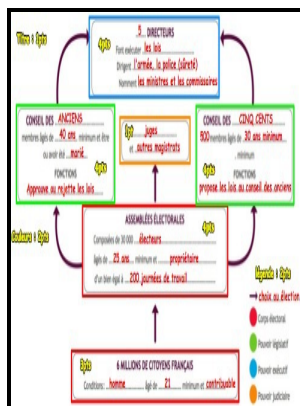 Titre : 1pts
5 DIRECTEURS
4pts
Font exécuter les lois
Dirigent l'armée, la police (sûreté)
Nomment les ministres et les commissaires
CONSEIL DES ANCIENS
membres âgés de 40 ans minimum et être
ou avoir été marié
4pts
FONCTIONS
Approuve ou rejette les lois
1pt
juges
et autres magistrats
CONSEIL DES CINQ CENTS
500 membres âgés de 30 ans minimum
minimum
4pts
FONCTIONS
propose les lois au conseil des anciens
Couleurs : 2pts
ASSEMBLÉES ÉLECTORALES
4pts
Composées de 30 000 électeurs
âgés de 25 ans minimum et propriétaire
d'un bien égal à 200 journées de travail
Légende : 2pts
choix ou élection
Corps électoral
Pouvoir législatif
Pouvoir exécutif
Pouvoir judiciaire
3pts
6 MILLIONS DE CITOYENS FRANÇAIS
Conditions : homme âgé de 21 minimum et contribuable